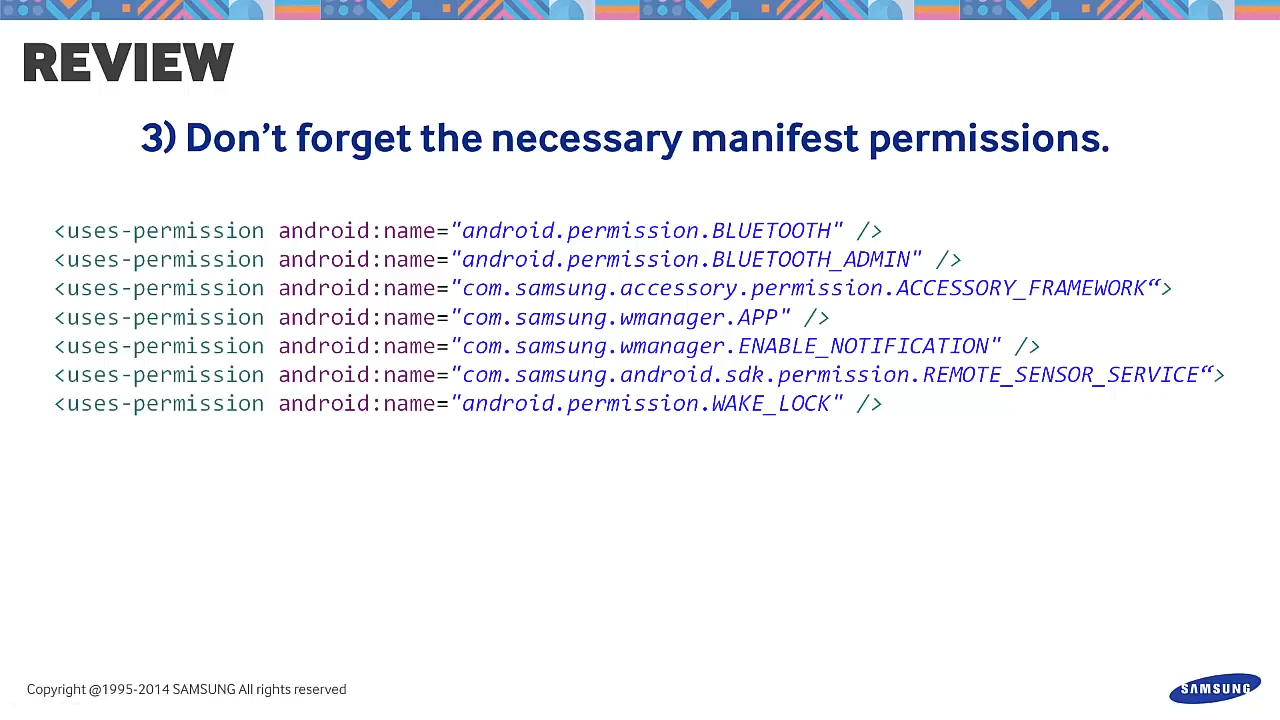 REVIEW
3) Don’t forget the necessary manifest permissions.
<uses-permission android:name="android.permission.BLUETOOTH" />
<uses-permission android:name="android.permission.BLUETOOTH_ADMIN" />
<uses-permission android:name="com.samsung.accessory.permission.ACCESSORY_FRAMEWORK“>
<uses-permission android:name="com.samsung.wmanager.APP" />
<uses-permission android:name="com.samsung.wmanager.ENABLE_NOTIFICATION" />
<uses-permission android:name="com.samsung.android.sdk.permission.REMOTE_SENSOR_SERVICE“>
<uses-permission android:name="android.permission.WAKE_LOCK" />
Copyright @1995-2014 SAMSUNG All rights reserved
SAMSUNG